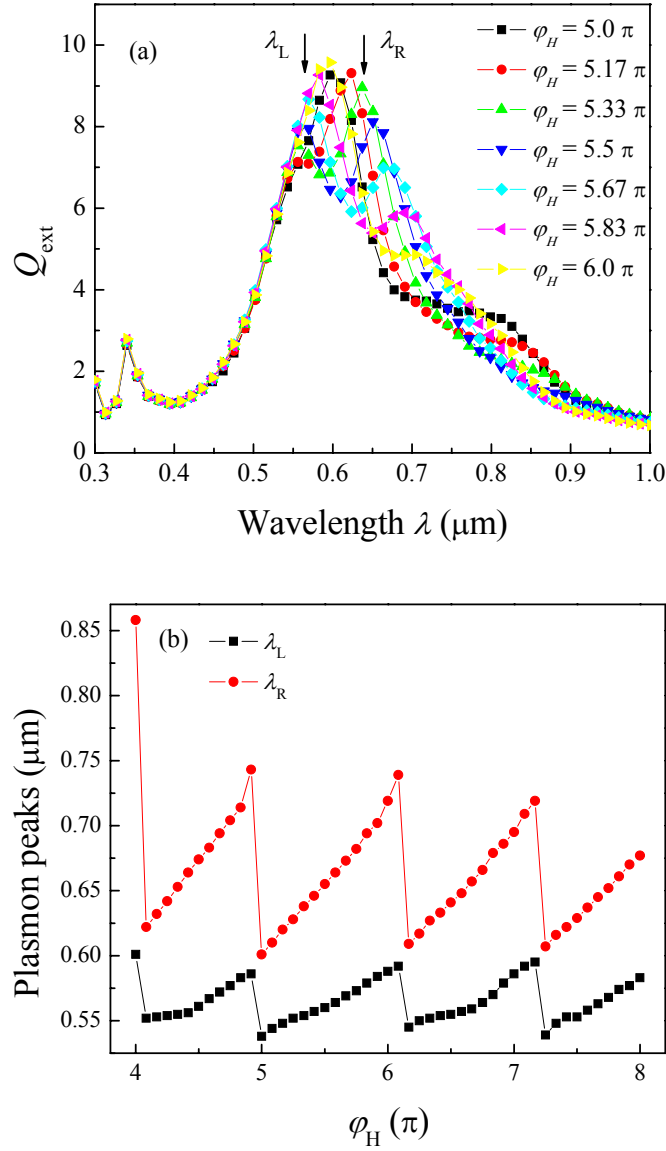 (a)
λL
λR
φH = 5.0 π
φH = 5.17 π
φH = 5.33 π
φH = 5.5 π
φH = 5.67 π
φH = 5.83 π
φH = 6.0 π
10
8
6
4
2
0
Qext
0.3 0.4 0.5 0.6 0.7 0.8 0.9 1.0
Wavelength λ (μm)
(b)
λL
λR
0.85
0.80
0.75
0.70
0.65
0.60
0.55
Plasmon peaks (μm)
4 5 6 7 8
φH (π)